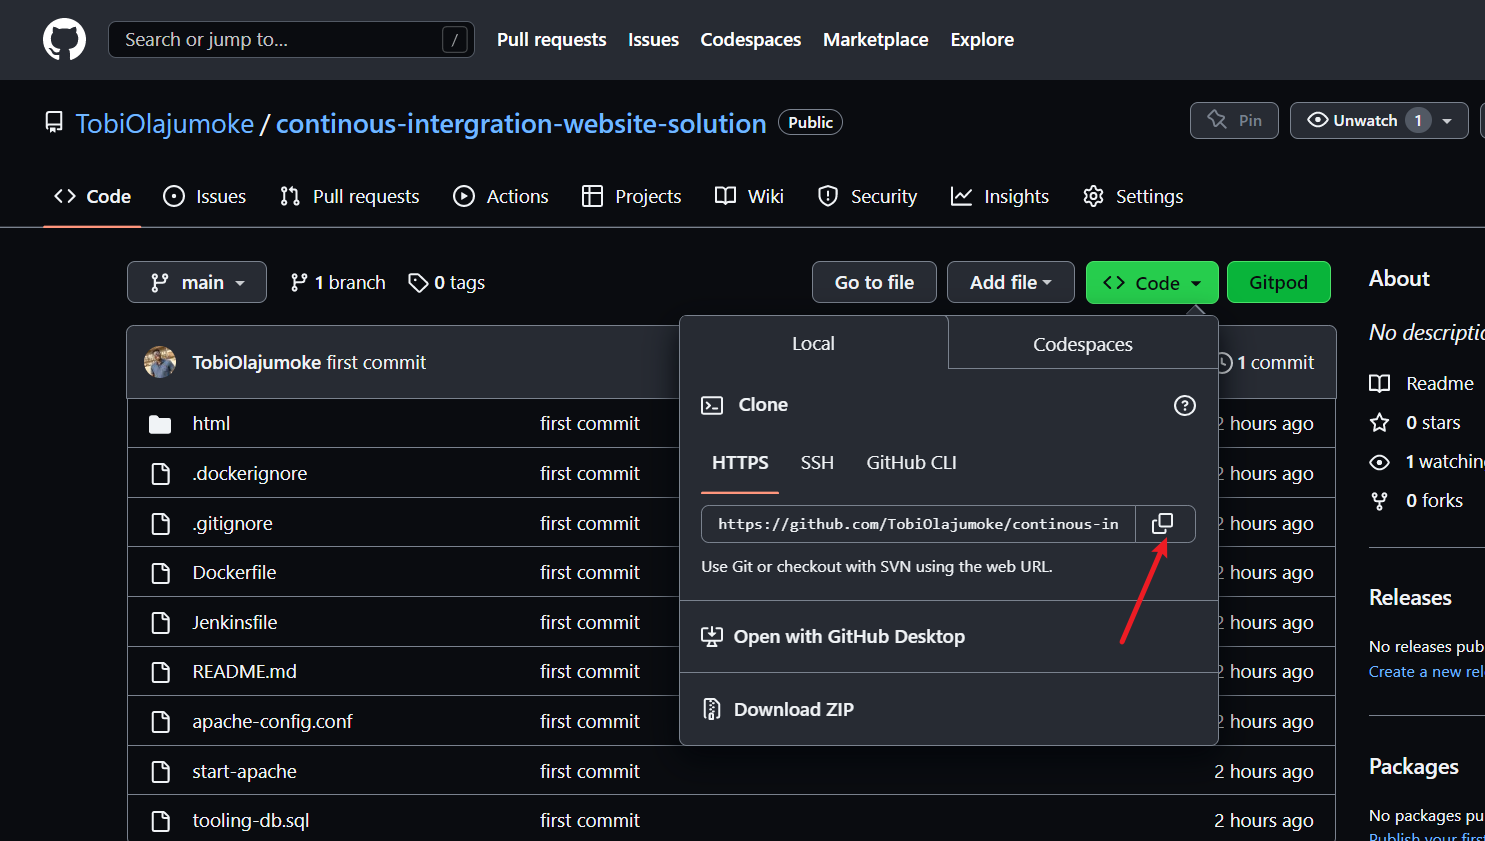 Search or jump to... /
Pull requests Issues Codespaces Marketplace Explore
TobiOlajumoke / continous-intergration-website-solution Public
Pin Unwatch 1
Code Issues Pull requests Actions Projects Wiki Security Insights Settings
main 1 branch 0 tags Go to file Add file Code Gitpod
About
No descriptio
Local Codespaces
TobiOlajumoke first commit 1 commit
Readme
Clone
html first commit 2 hours ago
0 stars
HTTPS SSH GitHub CLI
1 watchin
.dockerignore first commit 2 hours ago
0 forks
https://github.com/TobiOlajumoke/continous-in
.gitignore first commit 2 hours ago
Use Git or checkout with SVN using the web URL.
Dockerfile first commit 2 hours ago
Releases
Jenkinsfile first commit 2 hours ago
Open with GitHub Desktop
No releases pub
Create a new rel
README.md first commit 2 hours ago
Download ZIP
apache-config.conf first commit 2 hours ago
start-apache first commit 2 hours ago
Packages
tooling-db.sql first commit 2 hours ago
No packages pu
Publish your first